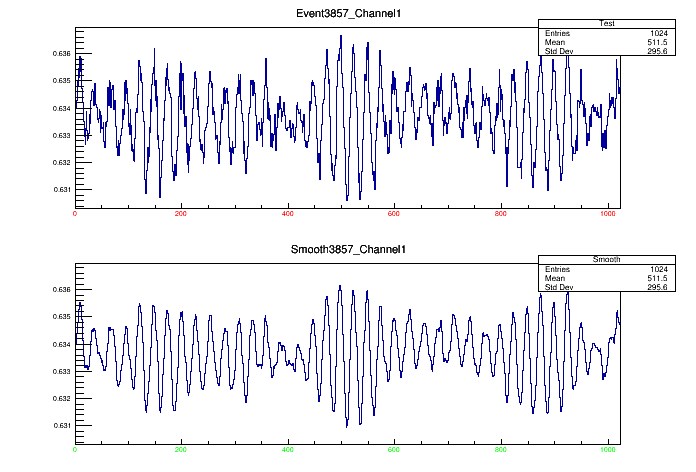 Event3857_Channel1
Test
Entries 1024
Mean 511.5
Std Dev 295.6
0.636
0.635
0.634
0.633
0.632
0.631
0 200 400 600 800 1000
Smooth3857_Channel1
Smooth
Entries 1024
Mean 511.5
Std Dev 295.6
0.636
0.635
0.634
0.633
0.632
0.631
0 200 400 600 800 1000